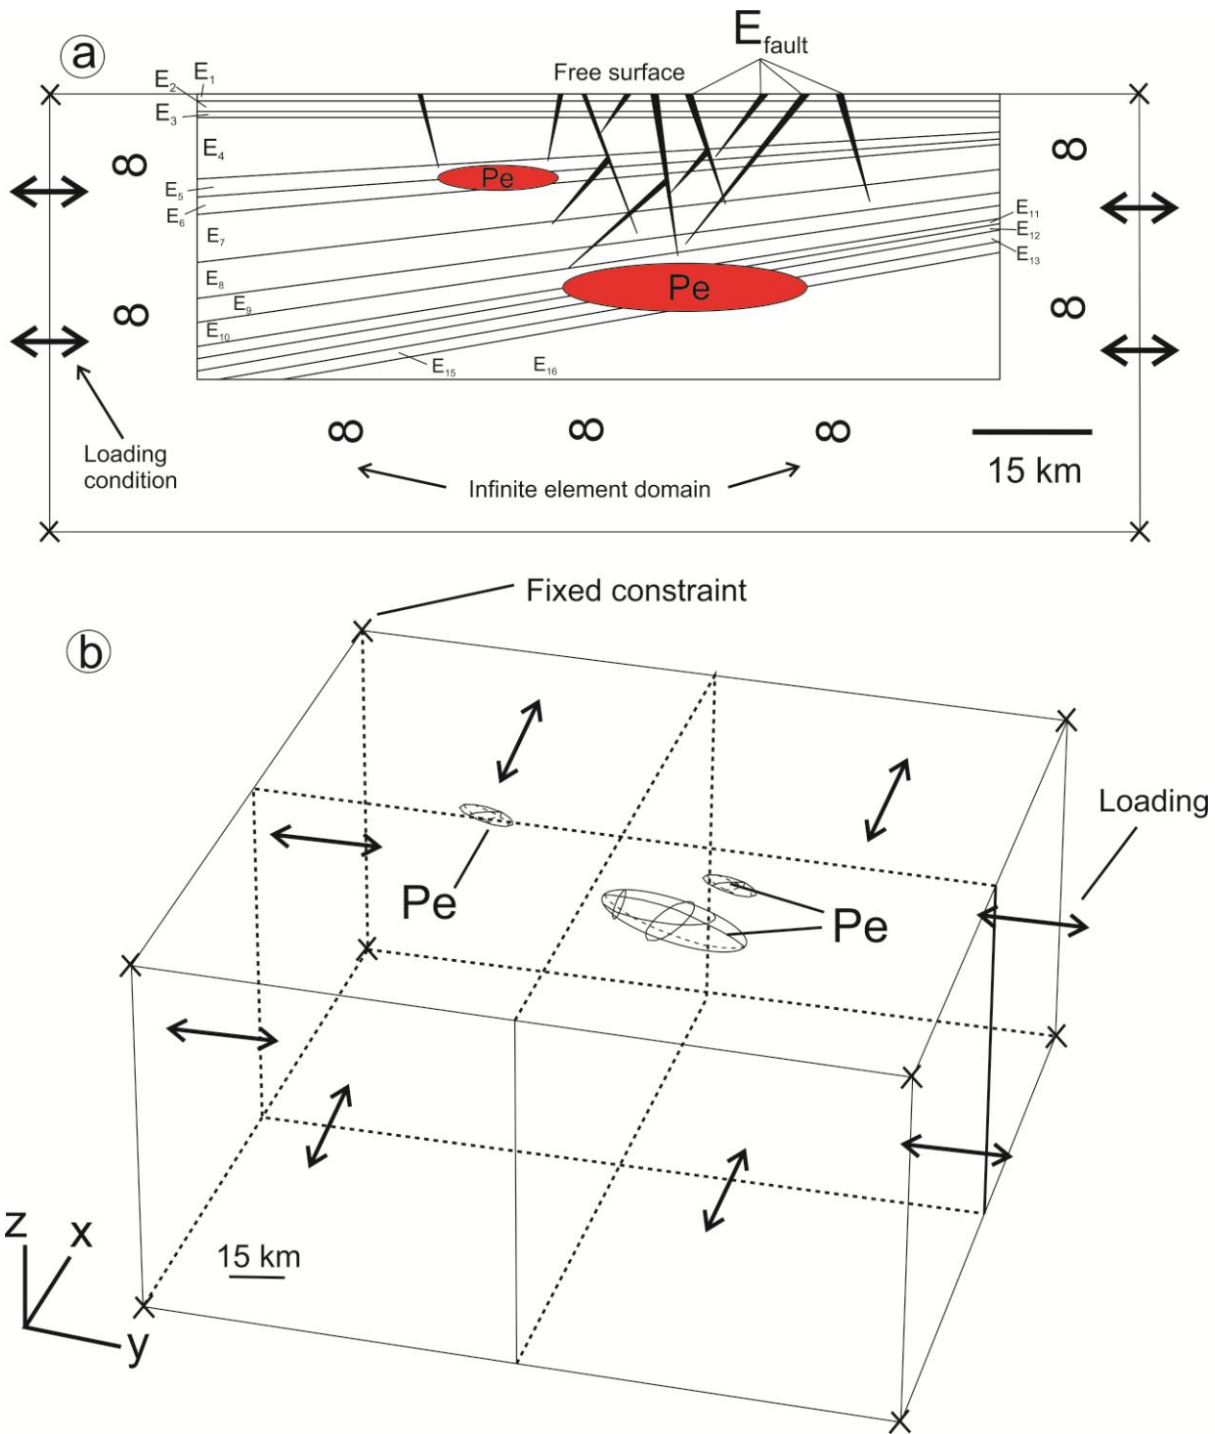 a
E fault
Free surface
E1
E2
E3
E4
E5
E6
E7
E8
E9
E10
E11
E12
E13
E15
E16
Pe
Pe
∞ ∞
∞ ∞
∞ ∞ ∞
Loading
condition
Infinite element domain
15 km
Fixed constraint
b
Loading
Pe
Pe
15 km
z
x
y